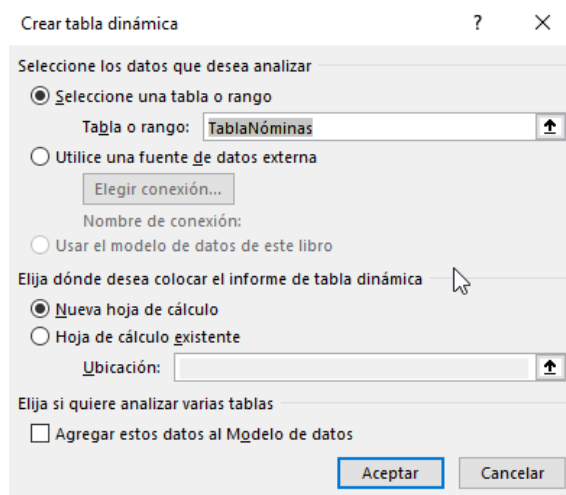 Crear tabla dinámica ? ×
Seleccione los datos que desea analizar
Seleccione una tabla o rango
Tabla o rango: TablaNóminas
Utilice una fuente de datos externa
Elegir conexión...
Nombre de conexión:
Usar el modelo de datos de este libro
Elija dónde desea colocar el informe de tabla dinámica
Nueva hoja de cálculo
Hoja de cálculo existente
Ubicación:
Elija si quiere analizar varias tablas
Agregar estos datos al Modelo de datos
Aceptar Cancelar